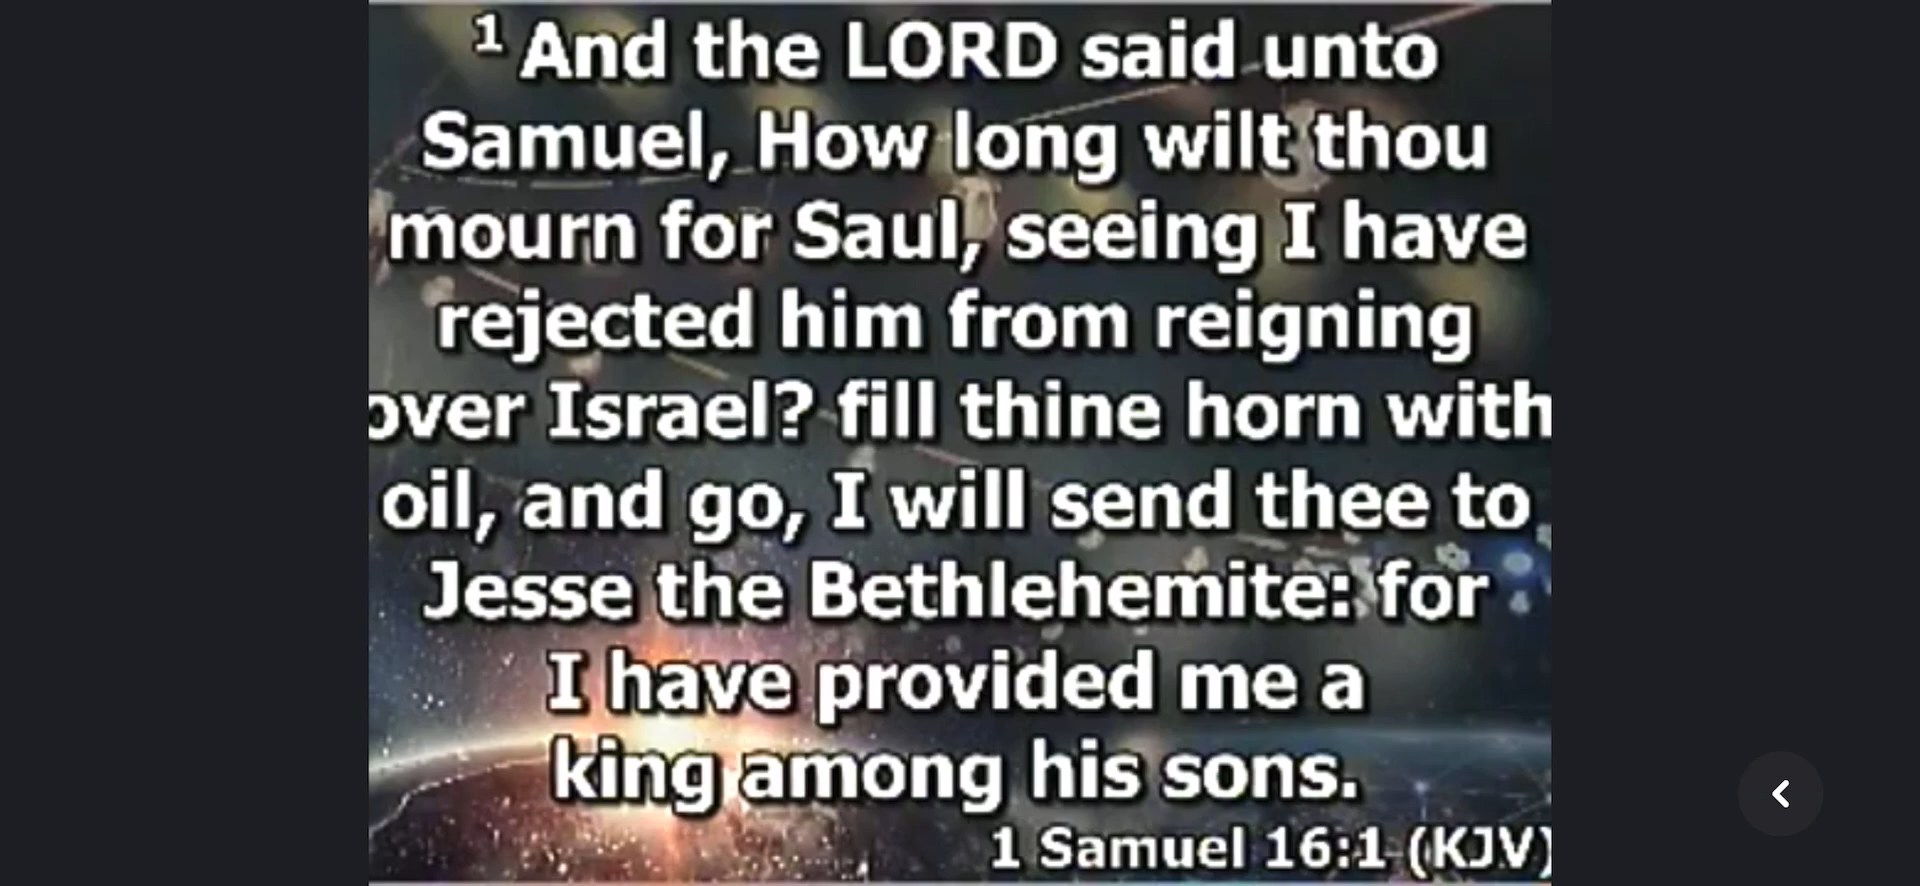 1 And the LORD said unto
Samuel, How long wilt thou
mourn for Saul, seeing I have
rejected him from reigning
over Israel? fill thine horn with
oil, and go, I will send thee to
Jesse the Bethlehemite: for
I have provided me a
king among his sons.
1 Samuel 16:1 (KJV)